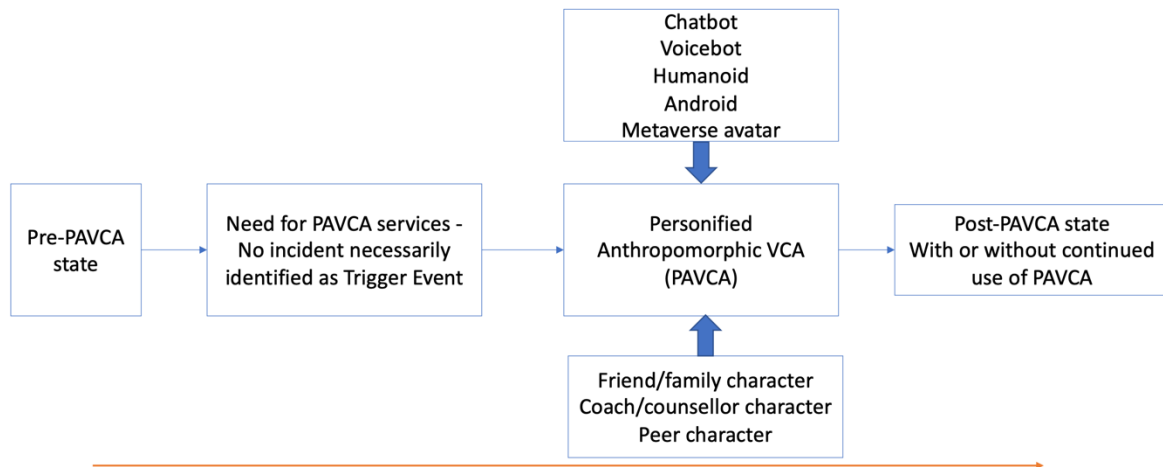 Chatbot
Voicebot
Humanoid
Android
Metaverse avatar
Pre-PAVCA
state
Need for PAVCA services -
No incident necessarily
identified as Trigger Event
Personified
Anthropomorphic VCA
(PAVCA)
Post-PAVCA state
With or without continued
use of PAVCA
Friend/family character
Coach/counsellor character
Peer character